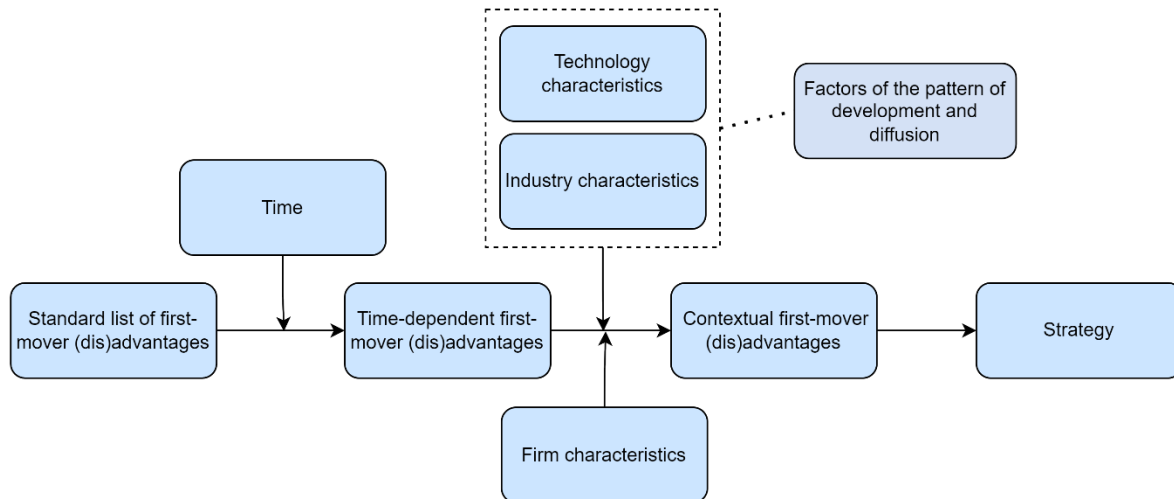 Technology
characteristics
Factors of the pattern of
development and
diffusion
Industry characteristics
Time
Standard list of first-
mover (dis)advantages
Time-dependent first-
mover (dis)advantages
Contextual first-mover
(dis)advantages
Strategy
Firm characteristics